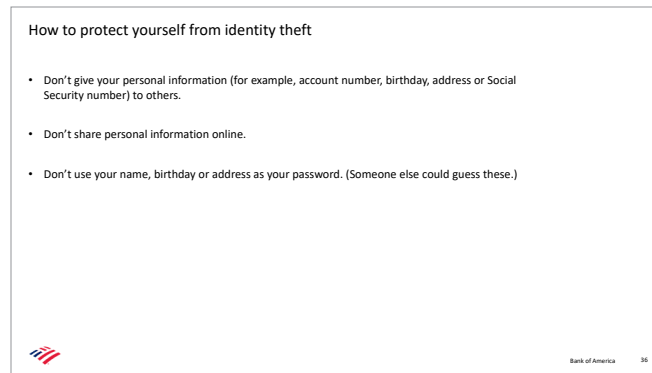 How to protect yourself from identity theft
• Don’t give your personal information (for example, account number, birthday, address or Social
Security number) to others.
• Don’t share personal information online.
• Don’t use your name, birthday or address as your password. (Someone else could guess these.)
Bank of America 36